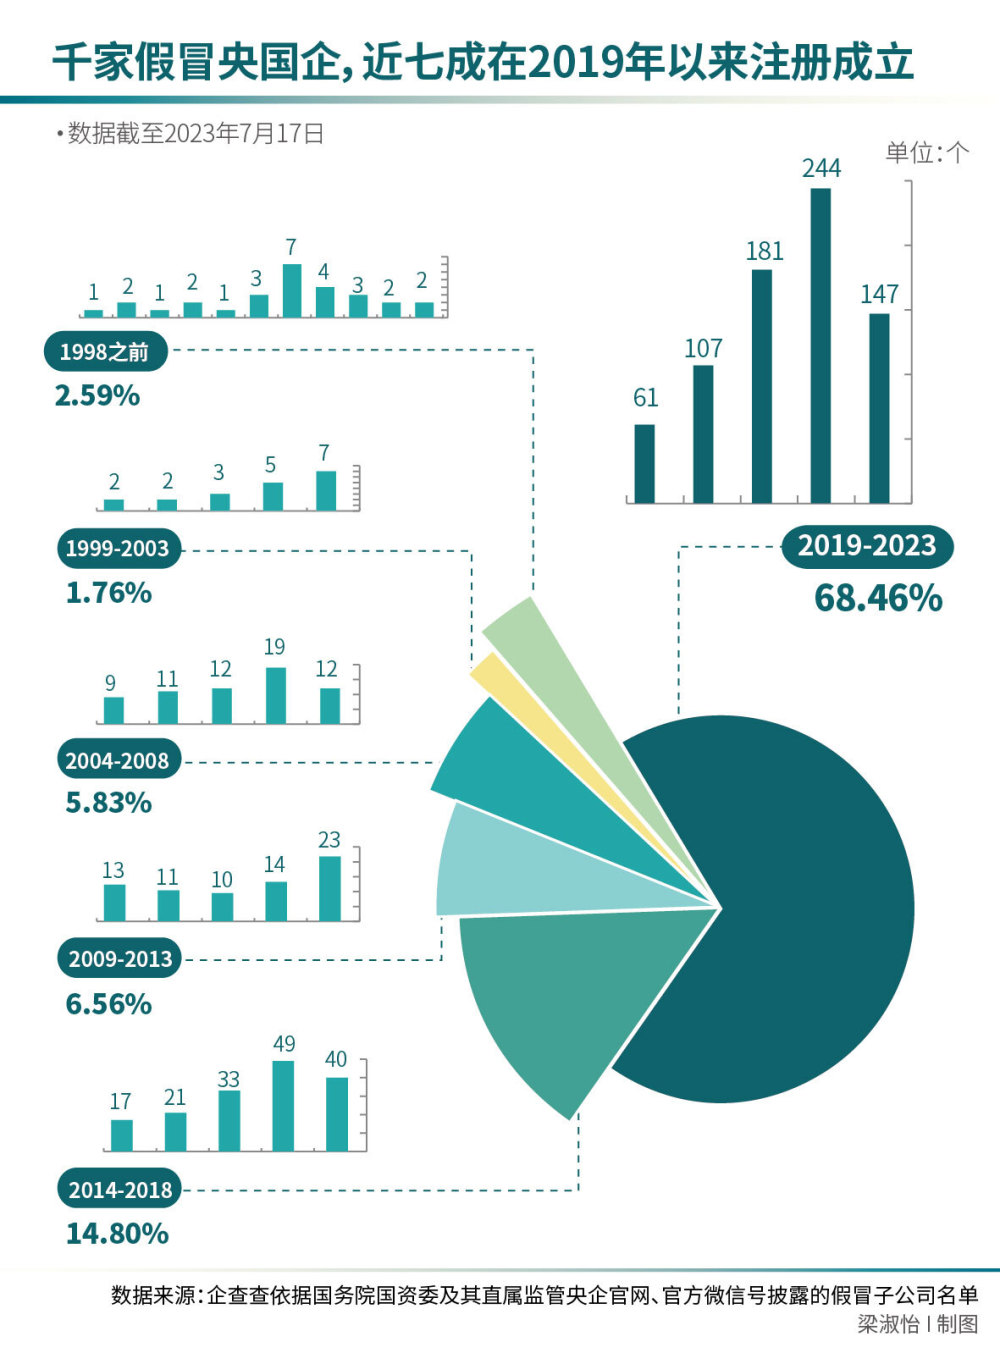 千家假冒央国企，近七成在2019年以来注册成立
•数据截至2023年7月17日
单位：个
1 2 1 2 1 3 7 4 3 2 2
1998之前
2.59%
2 2 3 5 7
1999-2003
1.76%
9 11 12 19 12
2004-2008
5.83%
13 11 10 14 23
2009-2013
6.56%
17 21 33 49 40
2014-2018
14.80%
61 107 181 244 147
2019-2023
68.46%
数据来源：企查查依据国务院国资委及其直属监管央企官网、官方微信号披露的假冒子公司名单
梁淑怡 | 制图